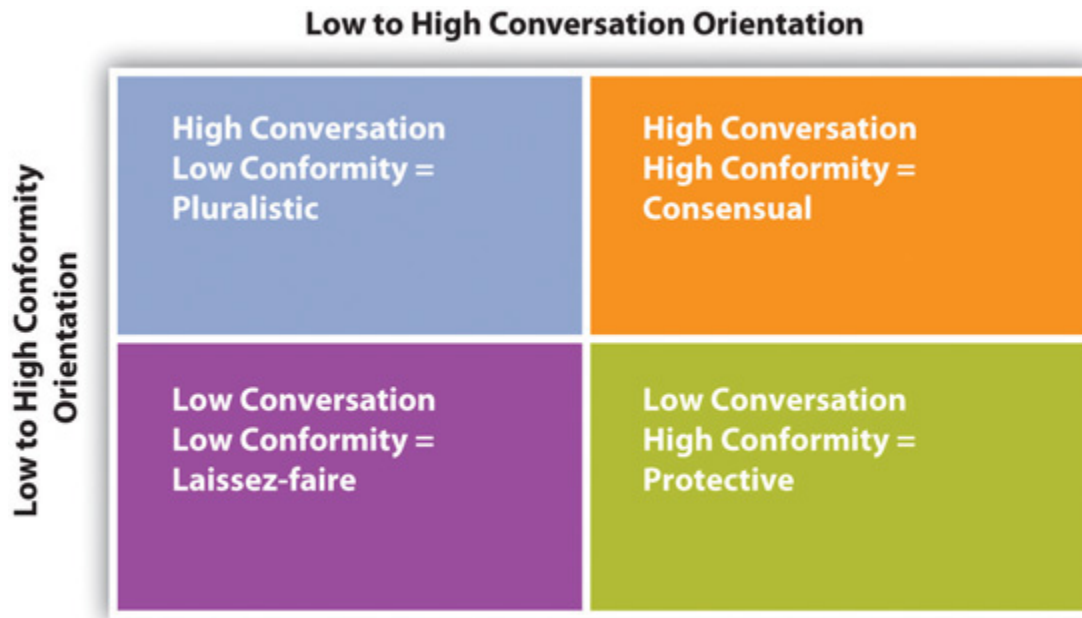 Low to High Conversation Orientation
Low to High Conformity
Orientation
High Conversation
Low Conformity =
Pluralistic
High Conversation
High Conformity =
Consensual
Low Conversation
Low Conformity =
Laissez-faire
Low Conversation
High Conformity =
Protective